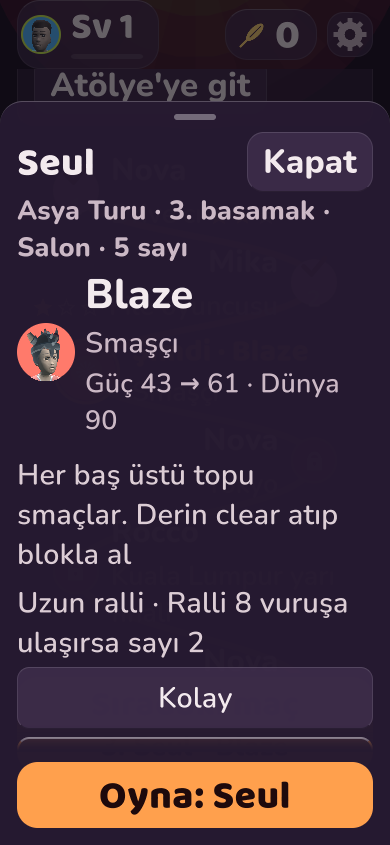 Sv 1
0
Atölye'ye git
Seul
Kapat
Asya Turu · 3. basamak ·
Salon · 5 sayı
Blaze
Smaşçı
Güç 43 → 61 · Dünya
90
Her baş üstü topu
smaçlar. Derin clear atıp
blokla al
Uzun ralli · Ralli 8 vuruşa
ulaşırsa sayı 2
Kolay
Oyna: Seul